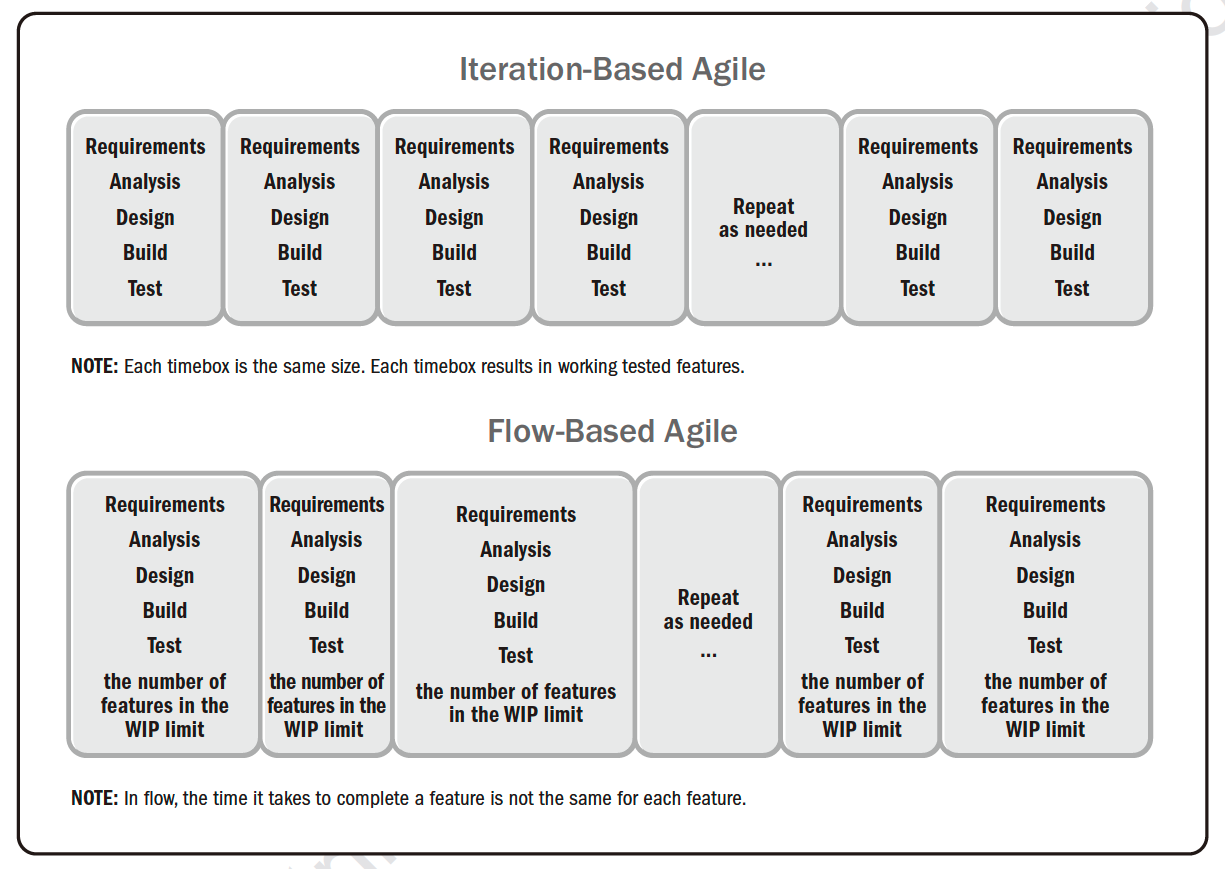 Iteration-Based Agile
Requirements
Analysis
Design
Build
Test
Requirements
Analysis
Design
Build
Test
Requirements
Analysis
Design
Build
Test
Requirements
Analysis
Design
Build
Test
Repeat
as needed
...
Requirements
Analysis
Design
Build
Test
Requirements
Analysis
Design
Build
Test
NOTE: Each timebox is the same size. Each timebox results in working tested features.
Flow-Based Agile
Requirements
Analysis
Design
Build
Test
the number of
features in the
WIP limit
Requirements
Analysis
Design
Build
Test
the number of
features in the
WIP limit
Requirements
Analysis
Design
Build
Test
the number of features
in the WIP limit
Repeat
as needed
...
Requirements
Analysis
Design
Build
Test
the number of
features in the
WIP limit
Requirements
Analysis
Design
Build
Test
the number of
features in the
WIP limit
NOTE: In flow, the time it takes to complete a feature is not the same for each feature.